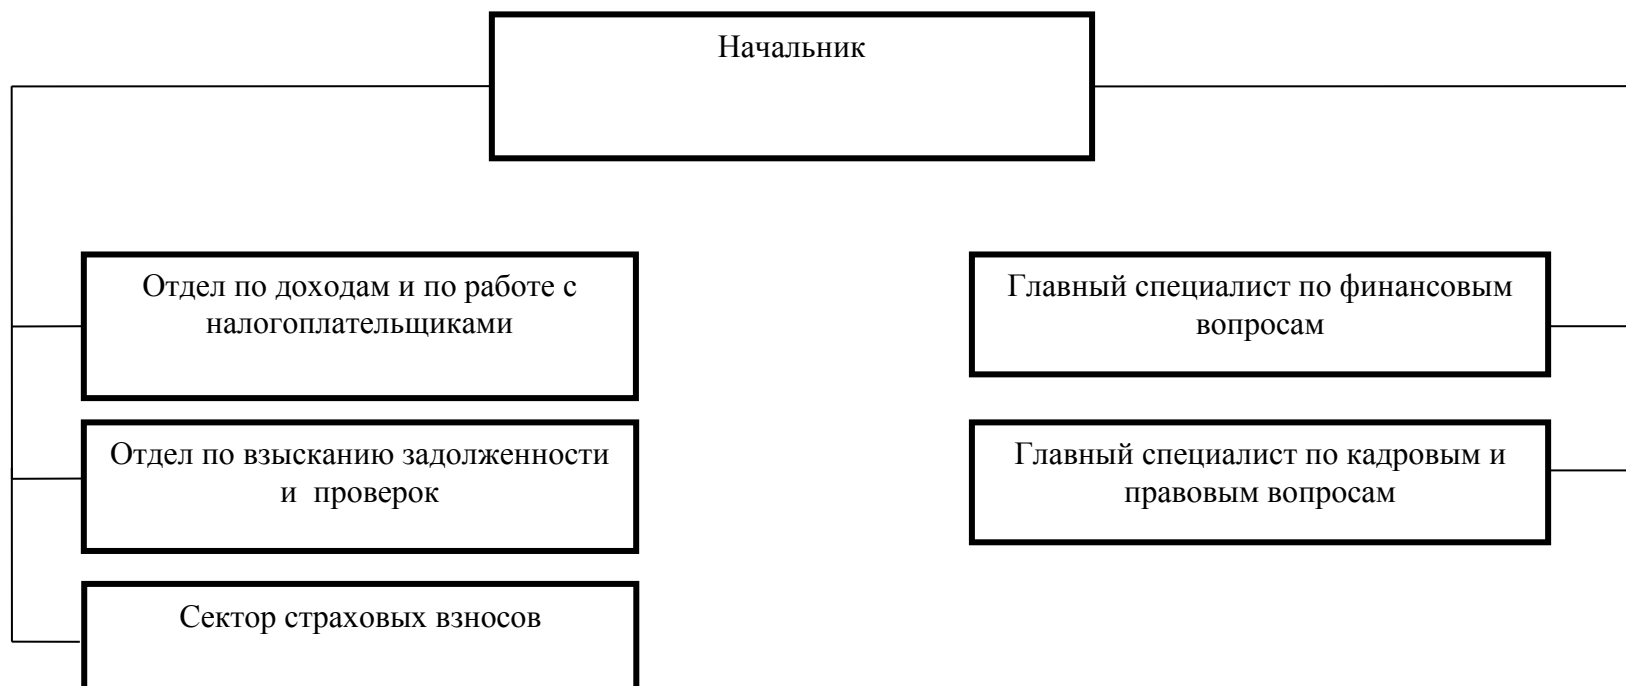 Начальник
Отдел по доходам и по работе с
налогоплательщиками
Главный специалист по финансовым
вопросам
Отдел по взысканию задолженности
и  проверок
Главный специалист по кадровым и
правовым вопросам
Сектор страховых взносов